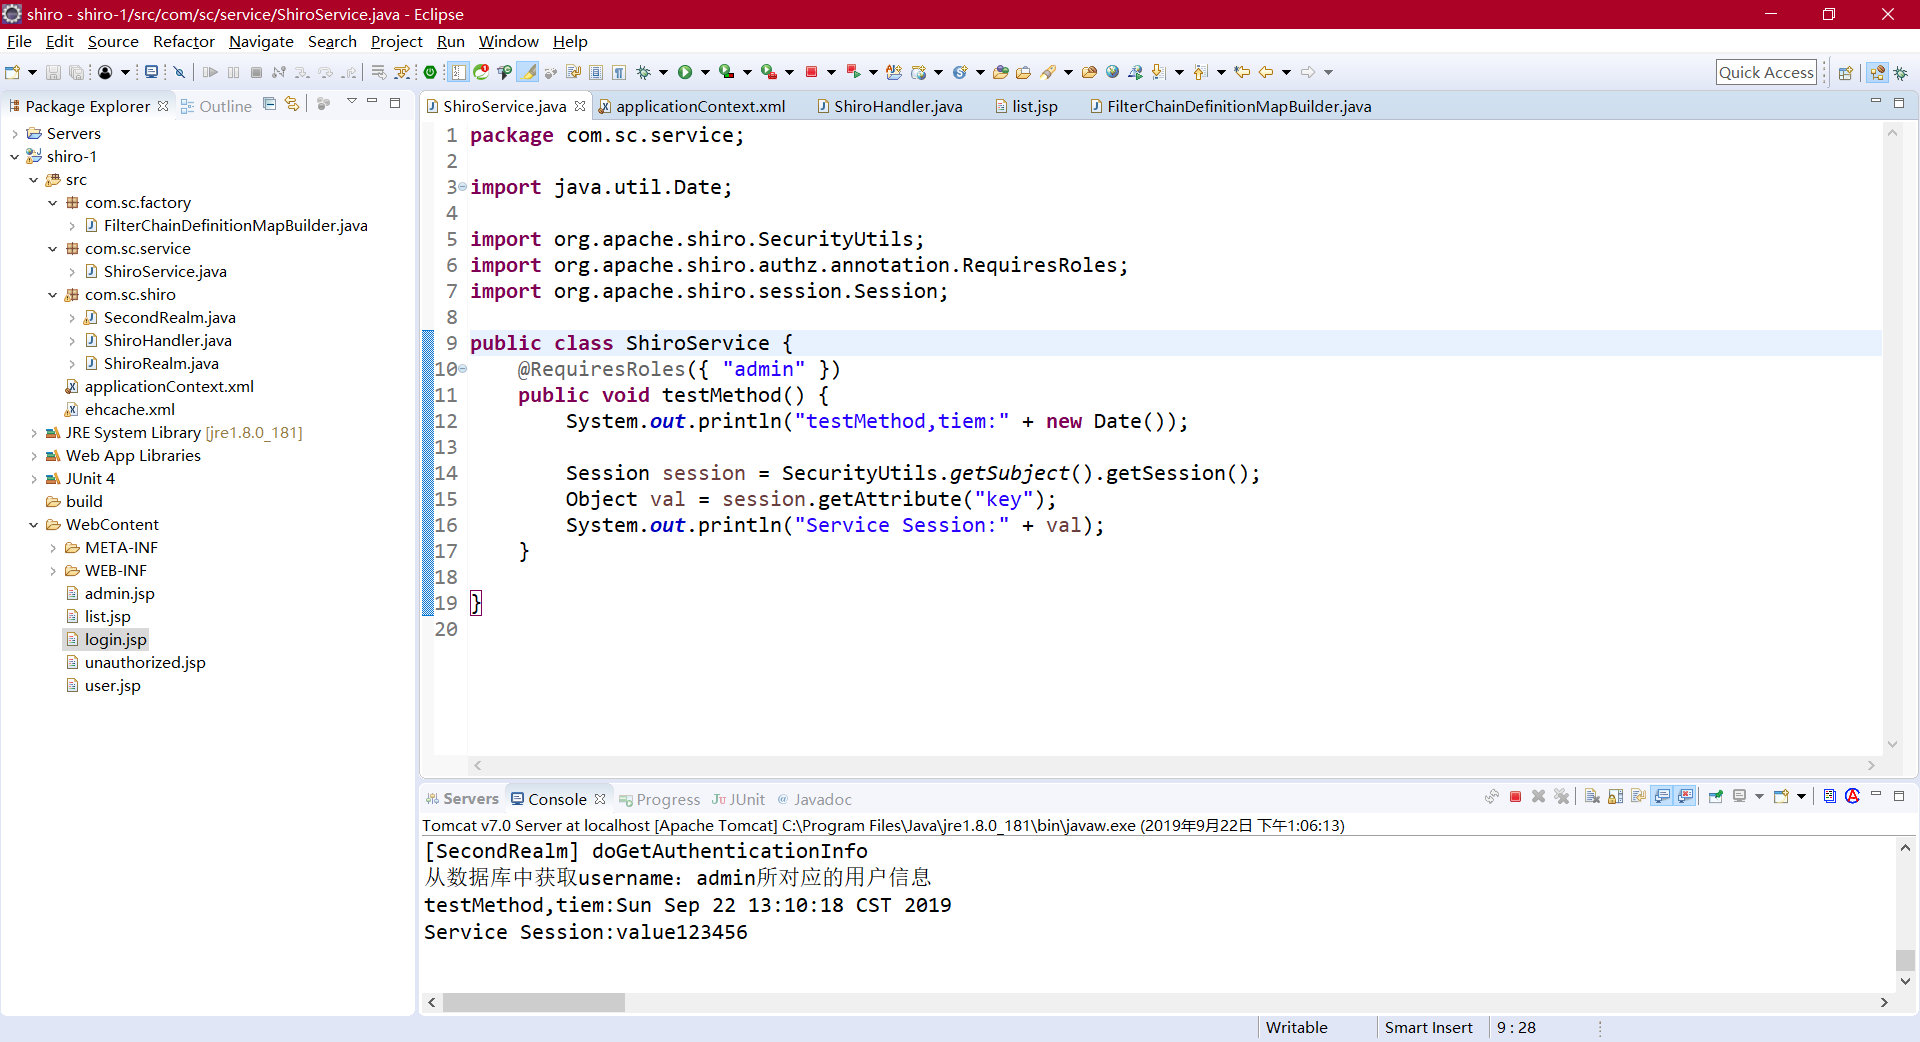 shiro - shiro-1/src/com/sc/service/ShiroService.java - Eclipse
File Edit Source Refactor Navigate Search Project Run Window Help
Quick Access
Package Explorer Outline
Servers
shiro-1
src
com.sc.factory
FilterChainDefinitionMapBuilder.java
com.sc.service
ShiroService.java
com.sc.shiro
SecondRealm.java
ShiroHandler.java
ShiroRealm.java
applicationContext.xml
ehcache.xml
JRE System Library [jre1.8.0_181]
Web App Libraries
JUnit 4
build
WebContent
META-INF
WEB-INF
admin.jsp
list.jsp
login.jsp
unauthorized.jsp
user.jsp
ShiroService.java applicationContext.xml ShiroHandler.java list.jsp FilterChainDefinitionMapBuilder.java
1 package com.sc.service;
2
3 import java.util.Date;
4
5 import org.apache.shiro.SecurityUtils;
6 import org.apache.shiro.authz.annotation.RequiresRoles;
7 import org.apache.shiro.session.Session;
8
9 public class ShiroService {
10 @RequiresRoles({ "admin" })
11 public void testMethod() {
12 System.out.println("testMethod,tiem:" + new Date());
13
14 Session session = SecurityUtils.getSubject().getSession();
15 Object val = session.getAttribute("key");
16 System.out.println("Service Session:" + val);
17 }
18
19 }
20
Servers Console Progress JUnit Javadoc
Tomcat v7.0 Server at localhost [Apache Tomcat] C:\Program Files\Java\jre1.8.0_181\bin\javaw.exe (2019年9月22日 下午1:06:13)
[SecondRealm] doGetAuthenticationInfo
从数据库中获取username：admin所对应的用户信息
testMethod,tiem:Sun Sep 22 13:10:18 CST 2019
Service Session:value123456
Writable Smart Insert 9 : 28